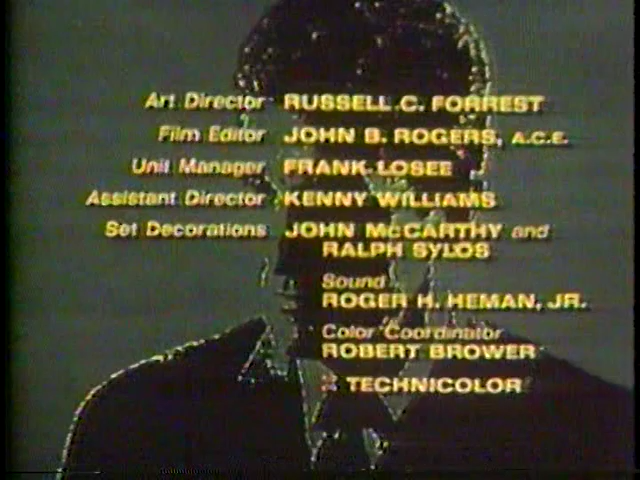 Art Director RUSSELL C. FORREST
Film Editor JOHN B. ROGERS, A.C.E.
Unit Manager FRANK LOSEE
Assistant Director KENNY WILLIAMS
Set Decorations JOHN McCARTHY and
RALPH SYLOS
Sound
ROGER H. HEMAN, JR.
Color Coordinator
ROBERT BROWER
TECHNICOLOR